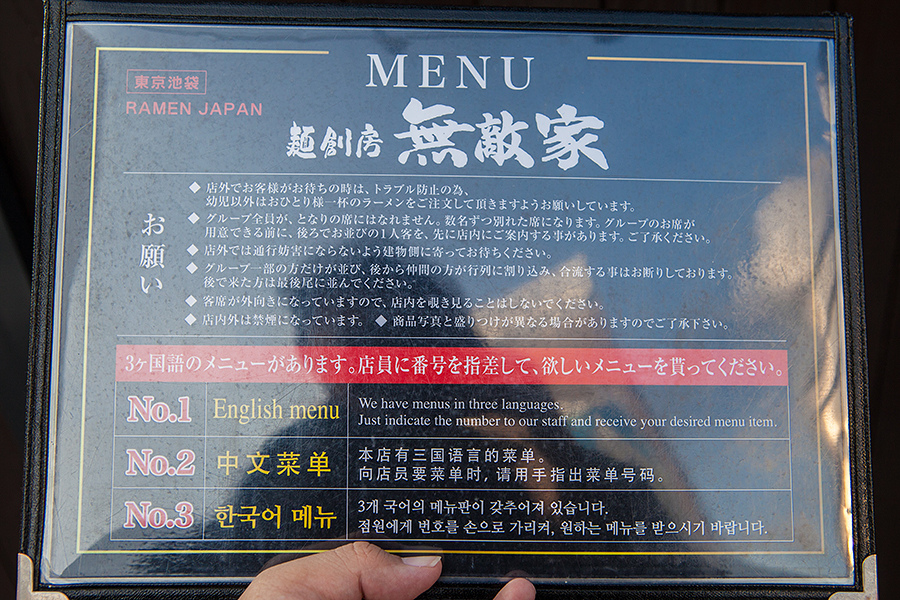 MENU
東京池袋
RAMEN JAPAN
麺創房 無敵家
お願い
◆ 店外でお客様がお待ちの時は、トラブル防止の為、
幼児以外はおひとり様一杯のラーメンをご注文して頂きますようお願いしています。
◆ グループ全員が、となりの席にはなれません。数名ずつ別れた席になります。グループのお席が
用意できる前に、後ろでお並びの1人客を、先に店内にご案内する事があります。ご了承ください。
◆ 店外では通行妨害にならないよう建物側に寄ってお待ちください。
◆ グループ一部の方だけが並び、後から仲間の方が行列に割り込み、合流する事はお断りしております。
後で来た方は最後尾に並んでください。
◆ 客席が外向きになっていますので、店内を覗き見ることはしないでください。
◆ 店内外は禁煙になっています。 ◆ 商品写真と盛りつけが異なる場合がありますのでご了承下さい。
3ヶ国語のメニューがあります。店員に番号を指差して、欲しいメニューを貰ってください。
No.1 English menu
We have menus in three languages.
Just indicate the number to our staff and receive your desired menu item.
No.2 中文菜单
本店有三国语言的菜单。
向店员要菜单时，请用手指出菜单号码。
No.3 한국어 메뉴
3개 국어의 메뉴판이 갖추어져 있습니다.
점원에게 번호를 손으로 가리켜, 원하는 메뉴를 받으시기 바랍니다.